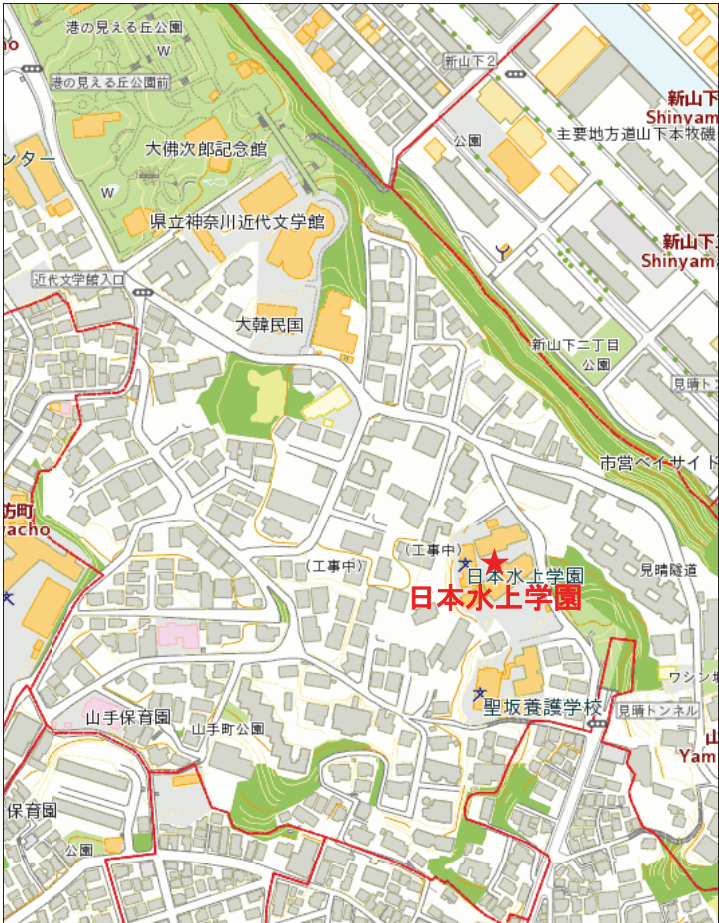 港の見える丘公園
W
港の見える丘公園前
新山下2
新山下
Shinyam
主要地方道山下本牧磯
公園
大佛次郎記念館
ンター
W
県立神奈川近代文学館
新山下
Shinyam
近代文学館入口
大韓民国
新山下二丁目
公園
見晴ト
市営ベイサイド
yacho
(工事中)
(工事中)
見晴隧道
日本水上学園
日本水上学園
聖坂養護学校
見晴トンネル
ワシン
山手保育園
山手町公園
山
Yam
保育園
公園